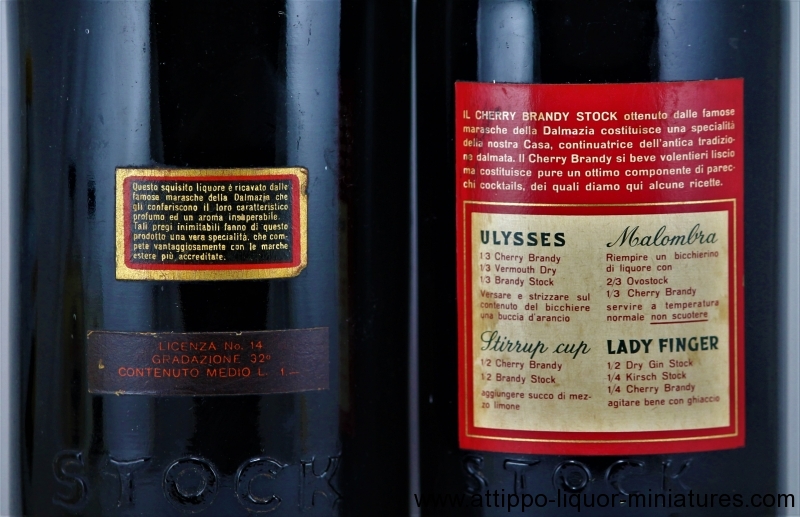 Questo squisito liquore è ricavato dalle
famose marasche della Dalmazia che
gli conferiscono il loro caratteristico
profumo ed un aroma insuperabile.
Tali pregi inimitabili fanno di questo
prodotto una vera specialità, che com-
pete vantaggiosamente con le marche
estere più accreditate.
LICENZA No. 14
GRADAZIONE 32°
CONTENUTO MEDIO L. 1.—
STOCK
IL CHERRY BRANDY STOCK ottenuto dalle famose
marasche della Dalmazia costituisce una specialità
della nostra Casa, continuatrice dell'antica tradizio-
ne dalmata. Il Cherry Brandy si beve volentieri liscio
ma costituisce pure un ottimo componente di parec-
chi cocktails, dei quali diamo qui alcune ricette.
ULYSSES
1/3 Cherry Brandy
1/3 Vermouth Dry
1/3 Brandy Stock
Versare e strizzare sul
contenuto del bicchiere
una buccia d'arancio
Malombra
Riempire un bicchierino
di liquore con
2/3 Ovostock
1/3 Cherry Brandy
servire a temperatura
normale non scuotere
Stirrup cup
1/2 Cherry Brandy
1/2 Brandy Stock
aggiungere succo di mez-
zo limone
LADY FINGER
1/2 Dry Gin Stock
1/4 Kirsch Stock
1/4 Cherry Brandy
agitare bene con ghiaccio
STOCK
www.attippo-liquor-miniatures.com